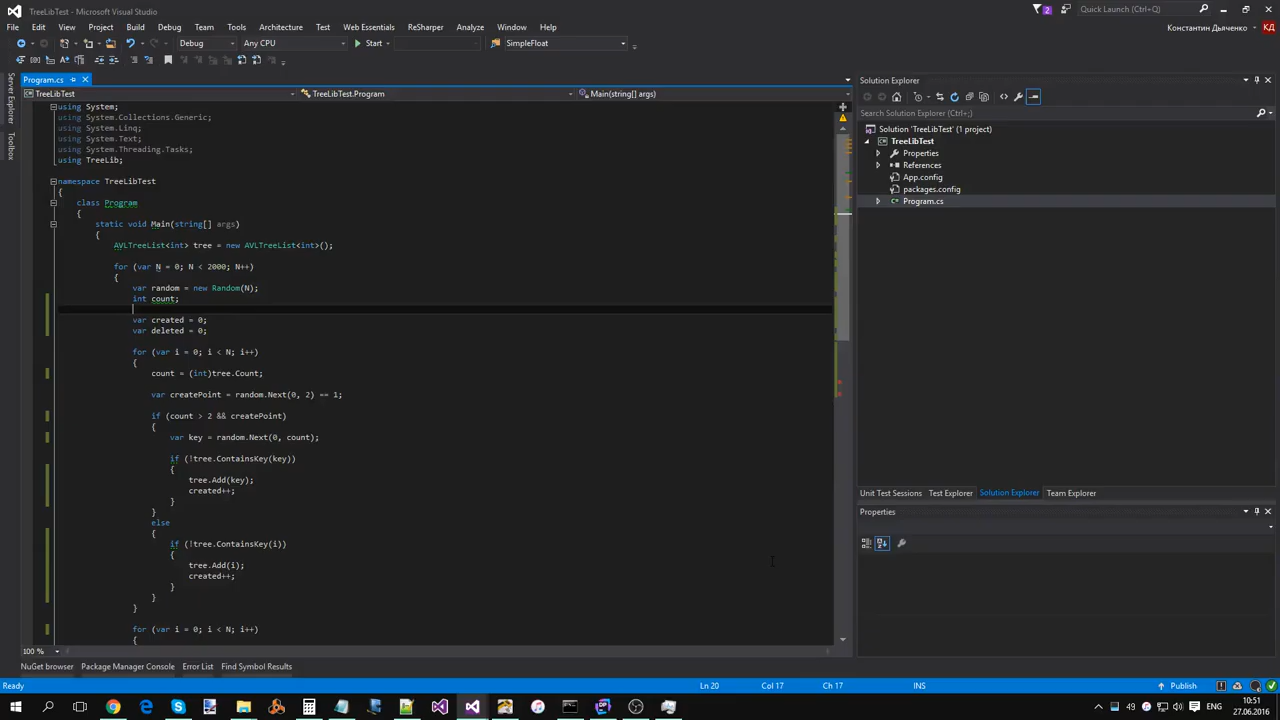 TreeLibTest - Microsoft Visual Studio
2
Quick Launch (Ctrl+Q)
File Edit View Project Build Debug Team Tools Architecture Test Web Essentials ReSharper Analyze Window Help
Константин Дьяченко КД
Debug Any CPU Start SimpleFloat
Server Explorer
Toolbox
Program.cs
TreeLibTest TreeLibTest.Program Main(string[] args)
using System;
using System.Collections.Generic;
using System.Linq;
using System.Text;
using System.Threading.Tasks;
using TreeLib;
namespace TreeLibTest
{
class Program
{
static void Main(string[] args)
{
AVLTreeList<int> tree = new AVLTreeList<int>();
for (var N = 0; N < 2000; N++)
{
var random = new Random(N);
int count;
var created = 0;
var deleted = 0;
for (var i = 0; i < N; i++)
{
count = (int)tree.Count;
var createPoint = random.Next(0, 2) == 1;
if (count > 2 && createPoint)
{
var key = random.Next(0, count);
if (!tree.ContainsKey(key))
{
tree.Add(key);
created++;
}
}
else
{
if (!tree.ContainsKey(i))
{
tree.Add(i);
created++;
}
}
}
for (var i = 0; i < N; i++)
{
100 %
Solution Explorer
Search Solution Explorer (Ctrl+;)
Solution 'TreeLibTest' (1 project)
TreeLibTest
Properties
References
App.config
packages.config
Program.cs
Unit Test Sessions Test Explorer Solution Explorer Team Explorer
Properties
NuGet browser Package Manager Console Error List Find Symbol Results
Ready Ln 20 Col 17 Ch 17 INS Publish
ENG
10:51
27.06.2016